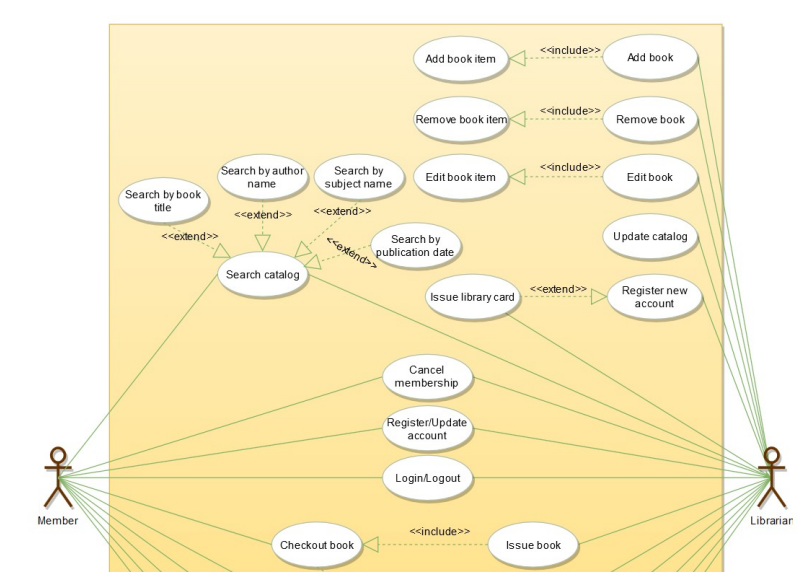 Add book item
<<include>>
Add book
Remove book item
<<include>>
Remove book
Edit book item
<<include>>
Edit book
Search by book
title
Search by author
name
Search by
subject name
<<extend>>
<<extend>>
<<extend>>
<<extend>>
Search by
publication date
Search catalog
Update catalog
Issue library card
<<extend>>
Register new
account
Cancel
membership
Register/Update
account
Login/Logout
Member
Librarian
Checkout book
<<include>>
Issue book